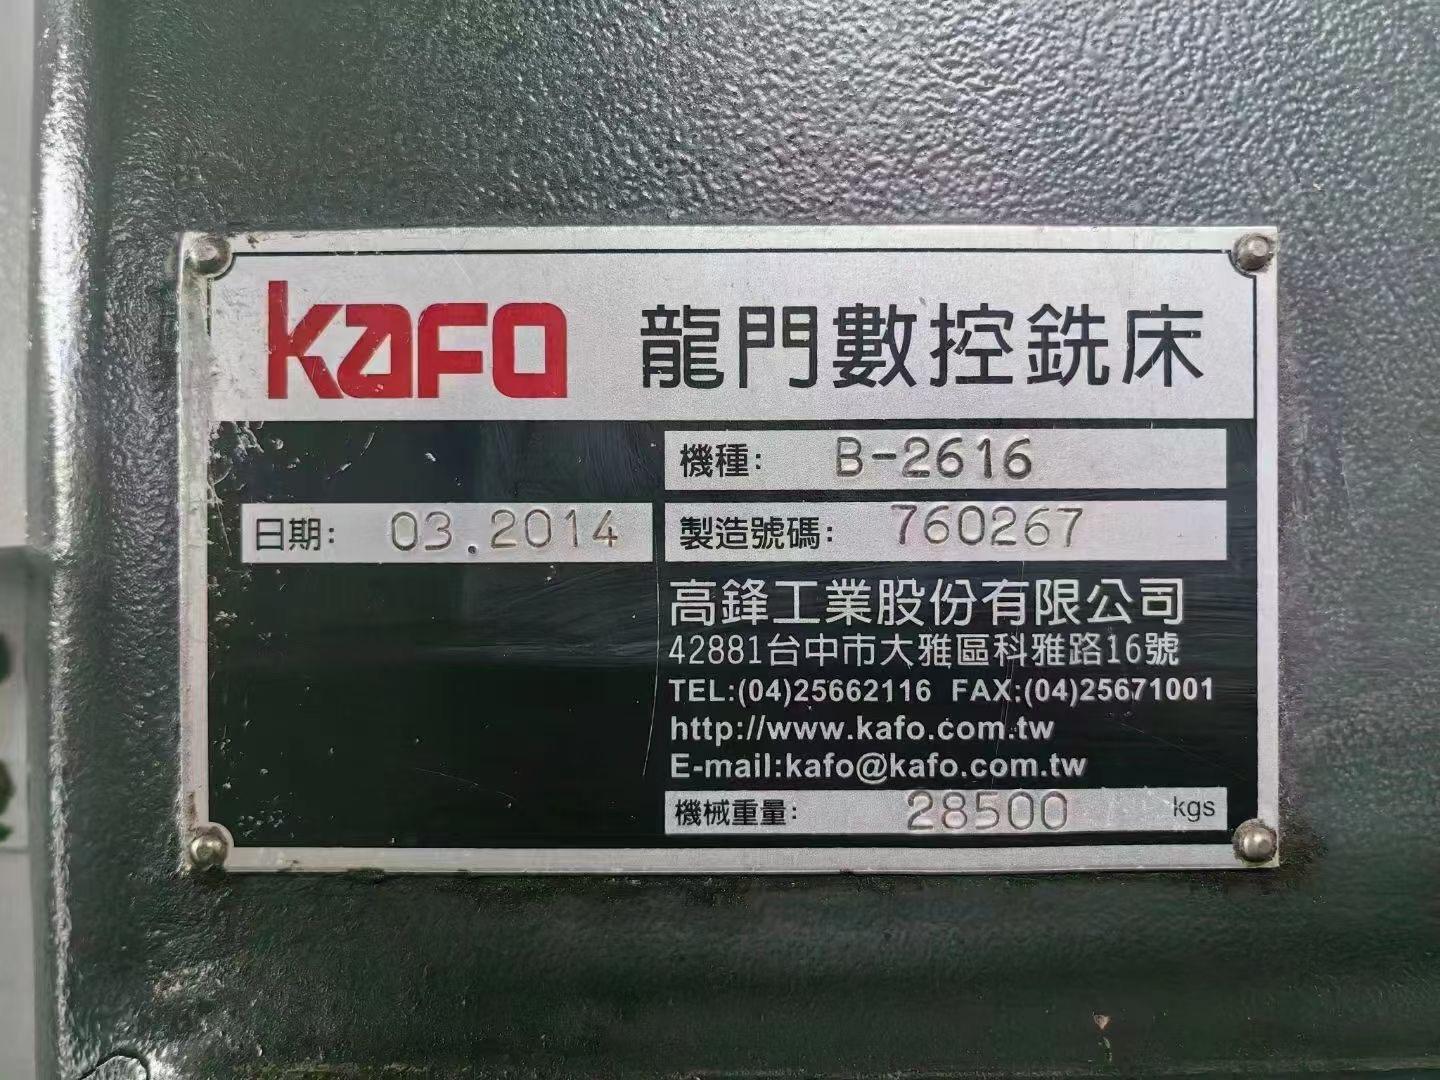 KAFO 龍門數控銑床
機種: B-2616
日期: 03.2014 製造號碼: 760267
高鋒工業股份有限公司
42881台中市大雅區科雅路16號
TEL:(04)25662116 FAX:(04)25671001
http://www.kafo.com.tw
E-mail:kafo@kafo.com.tw
機械重量: 28500 kgs